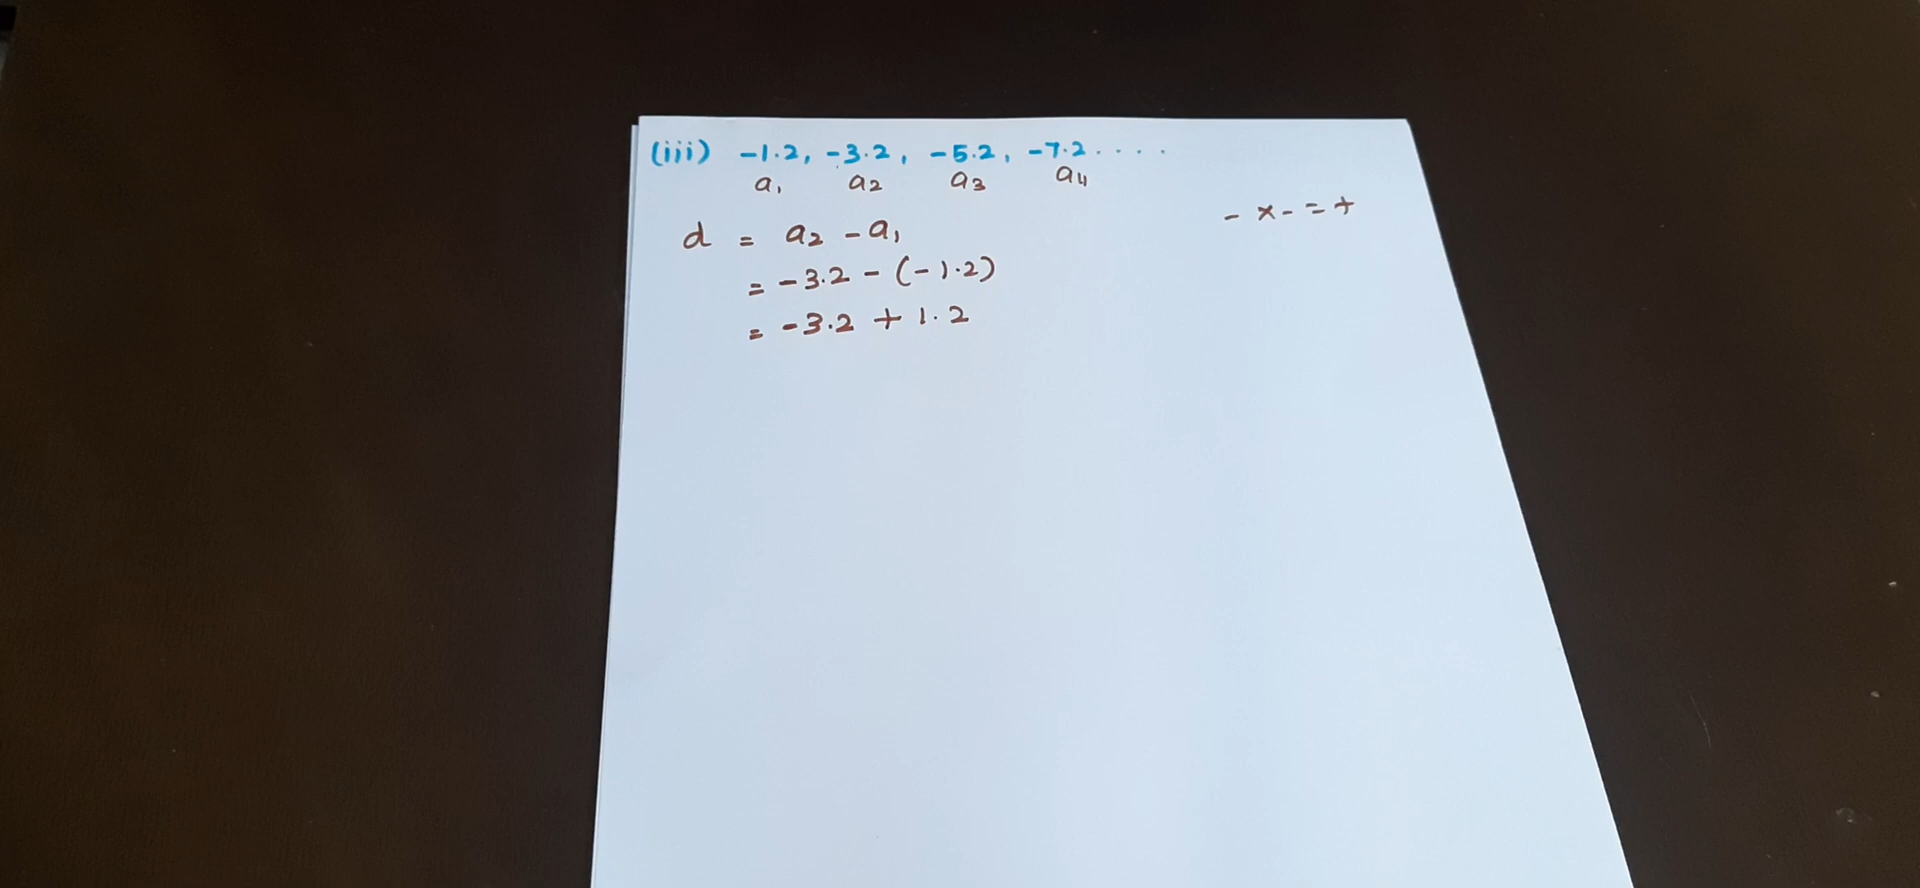 (iii) -1.2, -3.2, -5.2, -7.2....
a₁ a₂ a₃ a₄
- x - = +
d = a₂ - a₁
= -3.2 - (-1.2)
= -3.2 + 1.2